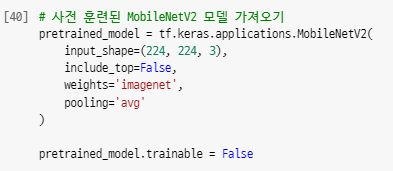 [40] # 사전 훈련된 MobileNetV2 모델 가져오기
pretrained_model = tf.keras.applications.MobileNetV2(
    input_shape=(224, 224, 3),
    include_top=False,
    weights='imagenet',
    pooling='avg'
)

pretrained_model.trainable = False